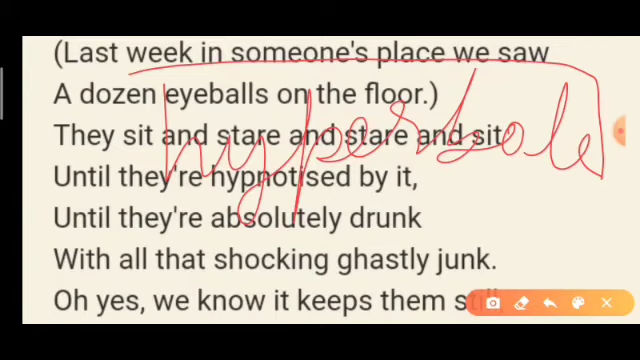 (Last week in someone's place we saw
A dozen eyeballs on the floor.)
hyperbole
They sit and stare and stare and sit
Until they're hypnotised by it,
Until they're absolutely drunk
With all that shocking ghastly junk.
Oh yes, we know it keeps them still